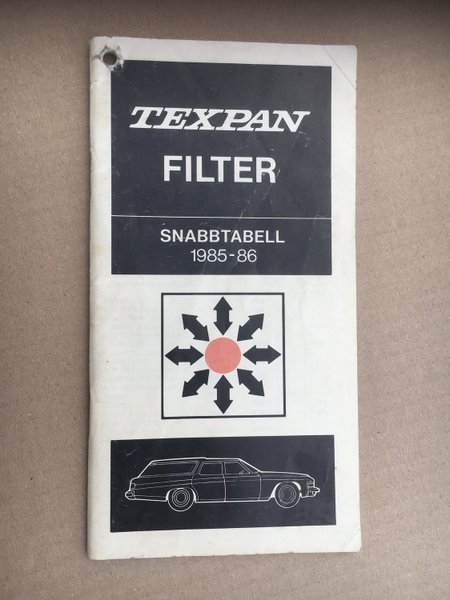 TEXPAN
FILTER
SNABBTABELL
1985-86